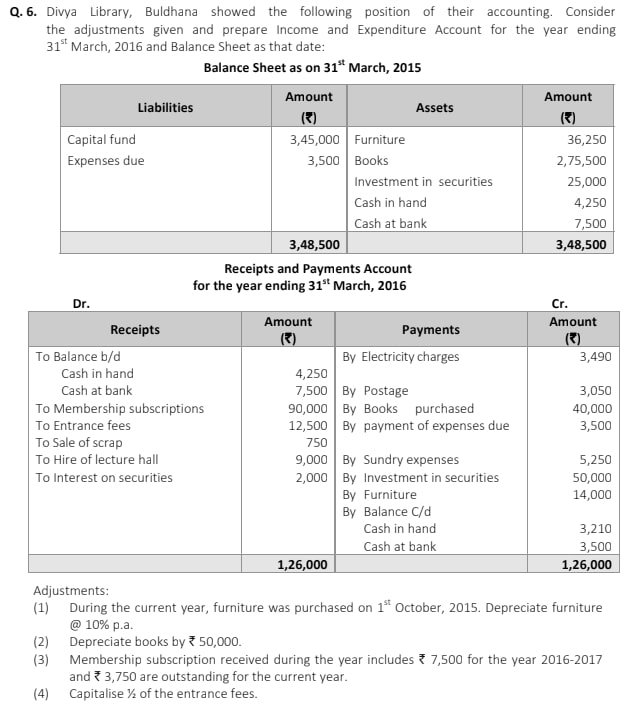 Q. 6. Divya Library, Buldhana showed the following position of their accounting. Consider
the adjustments given and prepare Income and Expenditure Account for the year ending
31st March, 2016 and Balance Sheet as that date:
Balance Sheet as on 31st March, 2015
Liabilities Amount (₹) Assets Amount (₹)
Capital fund 3,45,000 Furniture 36,250
Expenses due 3,500 Books 2,75,500
Investment in securities 25,000
Cash in hand 4,250
Cash at bank 7,500
3,48,500 3,48,500
Receipts and Payments Account
for the year ending 31st March, 2016
Dr. Cr.
Receipts Amount (₹) Payments Amount (₹)
To Balance b/d By Electricity charges 3,490
Cash in hand 4,250
Cash at bank 7,500 By Postage 3,050
To Membership subscriptions 90,000 By Books purchased 40,000
To Entrance fees 12,500 By payment of expenses due 3,500
To Sale of scrap 750
To Hire of lecture hall 9,000 By Sundry expenses 5,250
To Interest on securities 2,000 By Investment in securities 50,000
By Furniture 14,000
By Balance C/d
Cash in hand 3,210
Cash at bank 3,500
1,26,000 1,26,000
Adjustments:
(1) During the current year, furniture was purchased on 1st October, 2015. Depreciate furniture
@ 10% p.a.
(2) Depreciate books by ₹ 50,000.
(3) Membership subscription received during the year includes ₹ 7,500 for the year 2016-2017
and ₹ 3,750 are outstanding for the current year.
(4) Capitalise ½ of the entrance fees.